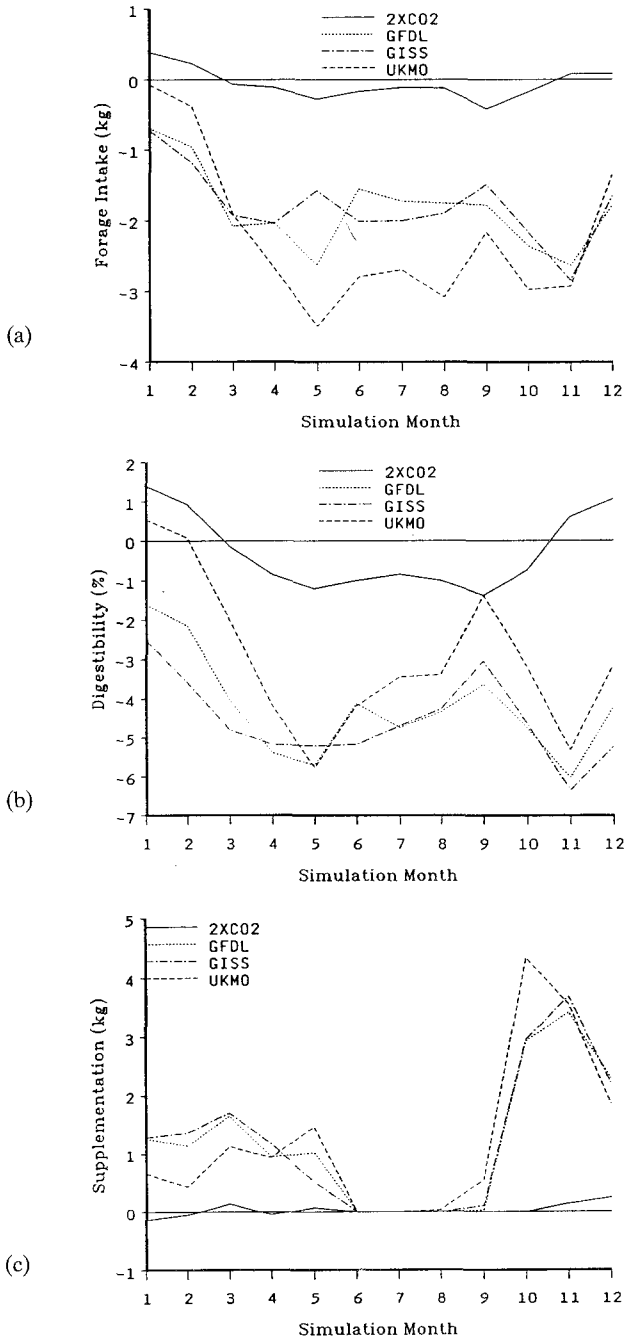 1
0
-1
-2
-3
-4
Forage Intake (kg)
2XCO2
GFDL
GISS
UKMO
1 2 3 4 5 6 7 8 9 10 11 12
Simulation Month
(a)
2
1
0
-1
-2
-3
-4
-5
-6
-7
Digestibility (%)
2XCO2
GFDL
GISS
UKMO
1 2 3 4 5 6 7 8 9 10 11 12
Simulation Month
(b)
5
4
3
2
1
0
-1
Supplementation (kg)
2XCO2
GFDL
GISS
UKMO
1 2 3 4 5 6 7 8 9 10 11 12
Simulation Month
(c)